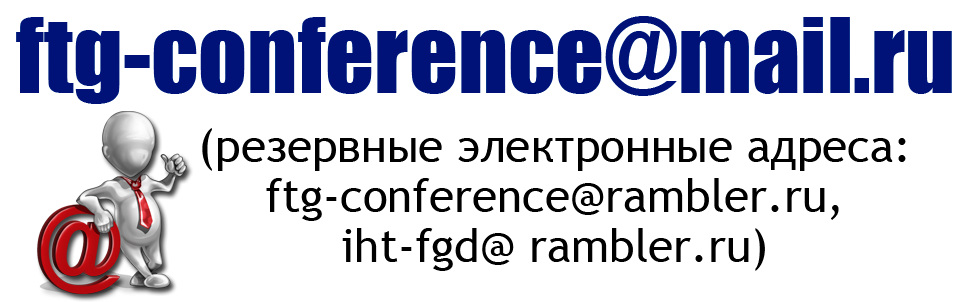 ftg-conference@mail.ru
(резервные электронные адреса:
ftg-conference@rambler.ru,
iht-fgd@ rambler.ru)
@